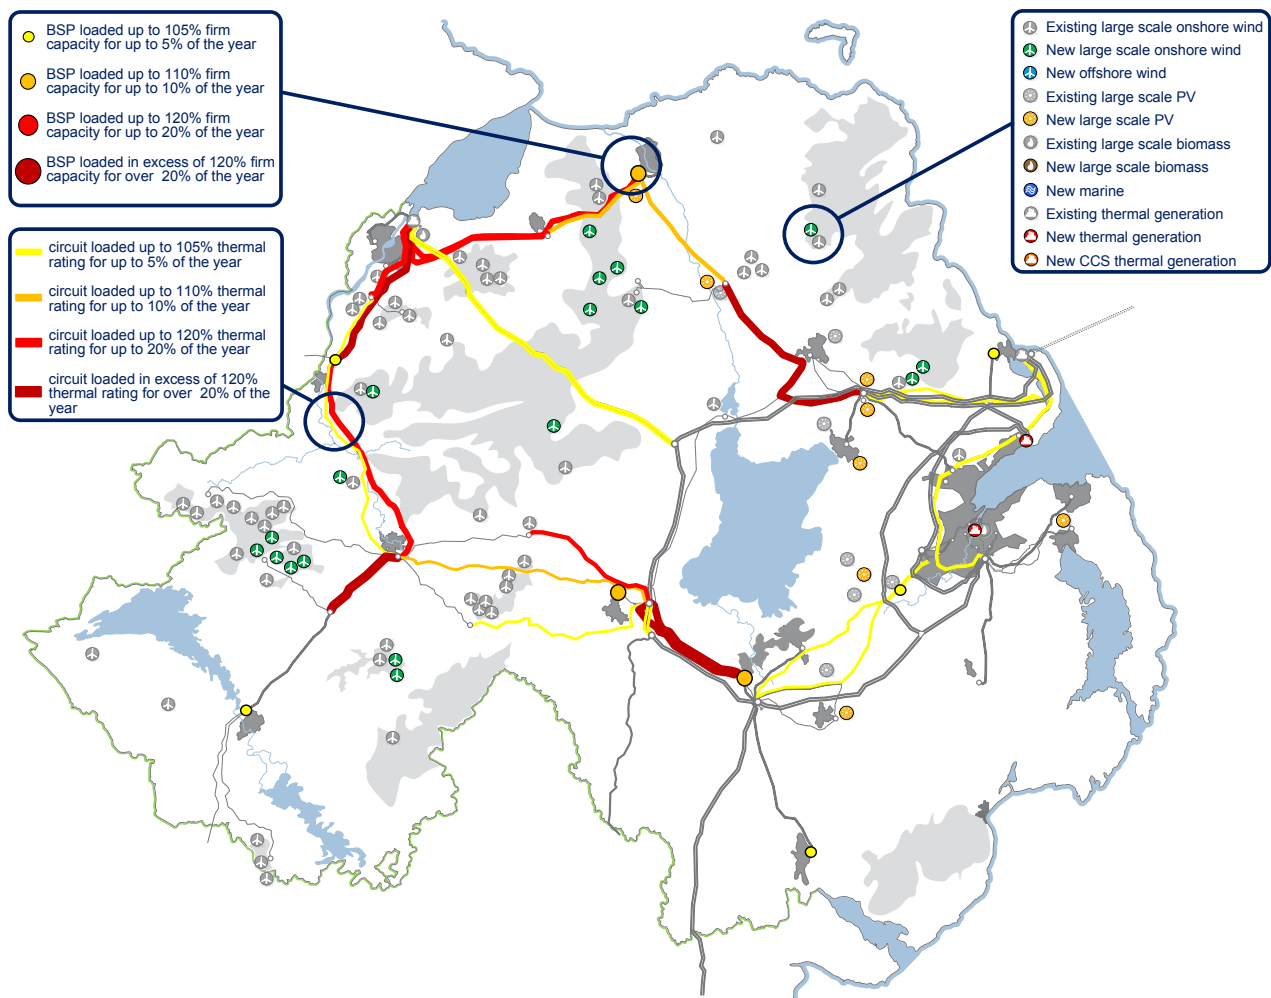 BSP loaded up to 105% firm
capacity for up to 5% of the year
BSP loaded up to 110% firm
capacity for up to 10% of the year
BSP loaded up to 120% firm
capacity for up to 20% of the year
BSP loaded in excess of 120% firm
capacity for over 20% of the year
circuit loaded up to 105% thermal
rating for up to 5% of the year
circuit loaded up to 110% thermal
rating for up to 10% of the year
circuit loaded up to 120% thermal
rating for up to 20% of the year
circuit loaded in excess of 120%
thermal rating for over 20% of the
year
Existing large scale onshore wind
New large scale onshore wind
New offshore wind
Existing large scale PV
New large scale PV
Existing large scale biomass
New large scale biomass
New marine
Existing thermal generation
New thermal generation
New CCS thermal generation